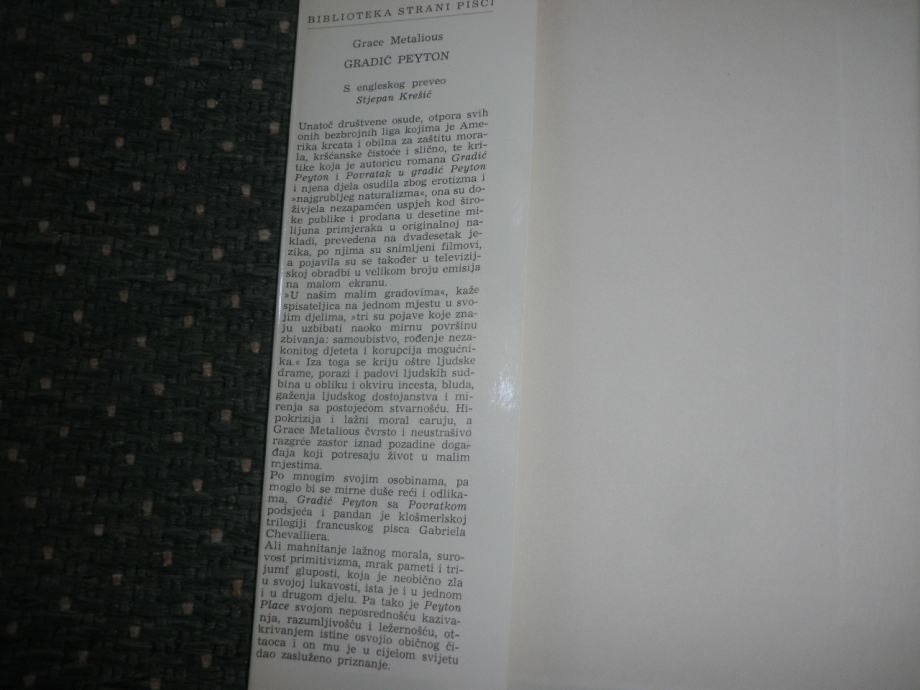 BIBLIOTEKA STRANI PISCI
Grace Metalious
GRADIĆ PEYTON
S engleskog preveo
Stjepan Krešić
Unatoč društvene osude, otpora svih
onih bezbrojnih liga kojima je Ame-
rika krcata i obilna za zaštitu mora-
la, kršćanske čistoće i slično, te kri-
tike koja je autoricu romana Gradić
Peyton i Povratak u gradić Peyton
i njena djela osudila zbog erotizma i
»najgrubljeg naturalizma«, ona su do-
živjela nezapamćen uspjeh kod širo-
ke publike i prodana u desetine mi-
lijuna primjeraka u originalnoj na-
kladi, prevedena na dvadesetak je-
zika, po njima su snimljeni filmovi,
a pojavila su se također u televizij-
skoj obradbi u velikom broju emisija
na malom ekranu.
»U našim malim gradovima«, kaže
spisateljica na jednom mjestu u svo-
jim djelima, »tri su pojave koje zna-
ju uzbibati naoko mirnu površinu
zbivanja: samoubistvo, rođenje neza-
konitog djeteta i korupcija mogućni-
ka.« Iza toga se kriju oštre ljudske
drame, porazi i padovi ljudskih sud-
bina u obliku i okviru incesta, bluda,
gaženja ljudskog dostojanstva i mi-
renja sa postojećom stvarnošću. Hi-
pokrizija i lažni moral caruju, a
Grace Metalious čvrsto i neustrašivo
razgrće zastor iznad pozadine doga-
đaja koji potresaju život u malim
mjestima.
Po mnogim svojim osobinama, pa
moglo bi se mirne duše reći i odlika-
ma, Gradić Peyton sa Povratkom
podsjeća i pandan je klošmerlskoj
trilogiji francuskog pisca Gabriela
Chevalliera.
Ali mahnitanje lažnog morala, suro-
vost primitivizma, mrak pameti i tri-
jumf gluposti, koja je neobično zla
u svojoj lukavosti, ista je i u jednom
i u drugom djelu. Pa tako je Peyton
Place svojom neposrednošću kaziva-
nja, razumljivošću i ležernošću, ot-
krivanjem istine osvojio običnog či-
taoca i on mu je u cijelom svijetu
dao zasluženo priznanje.